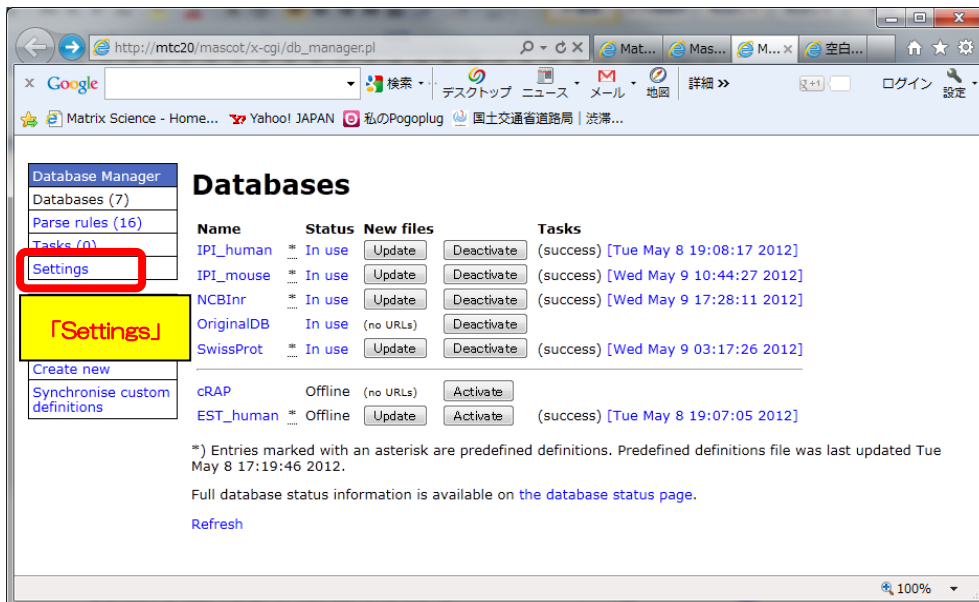 http://mtc20/mascot/x-cgi/db_manager.pl
Mat...
Mas...
M...
空白...
x Google
検索
デスクトップ
ニュース
メール
地図
詳細 »
+1
ログイン
設定
Matrix Science - Home...
Yahoo! JAPAN
私のPogoplug
国土交通省道路局 | 渋滞...
Database Manager
Databases (7)
Parse rules (16)
Tasks (0)
Settings
「Settings」
Create new
Synchronise custom
definitions
Databases
Name Status New files Tasks
IPI_human * In use Update Deactivate (success) [Tue May 8 19:08:17 2012]
IPI_mouse * In use Update Deactivate (success) [Wed May 9 10:44:27 2012]
NCBInr * In use Update Deactivate (success) [Wed May 9 17:28:11 2012]
OriginalDB In use (no URLs) Deactivate
SwissProt * In use Update Deactivate (success) [Wed May 9 03:17:26 2012]
cRAP Offline (no URLs) Activate
EST_human * Offline Update Activate (success) [Tue May 8 19:07:05 2012]
*) Entries marked with an asterisk are predefined definitions. Predefined definitions file was last updated Tue
May 8 17:19:46 2012.
Full database status information is available on the database status page.
Refresh
100%